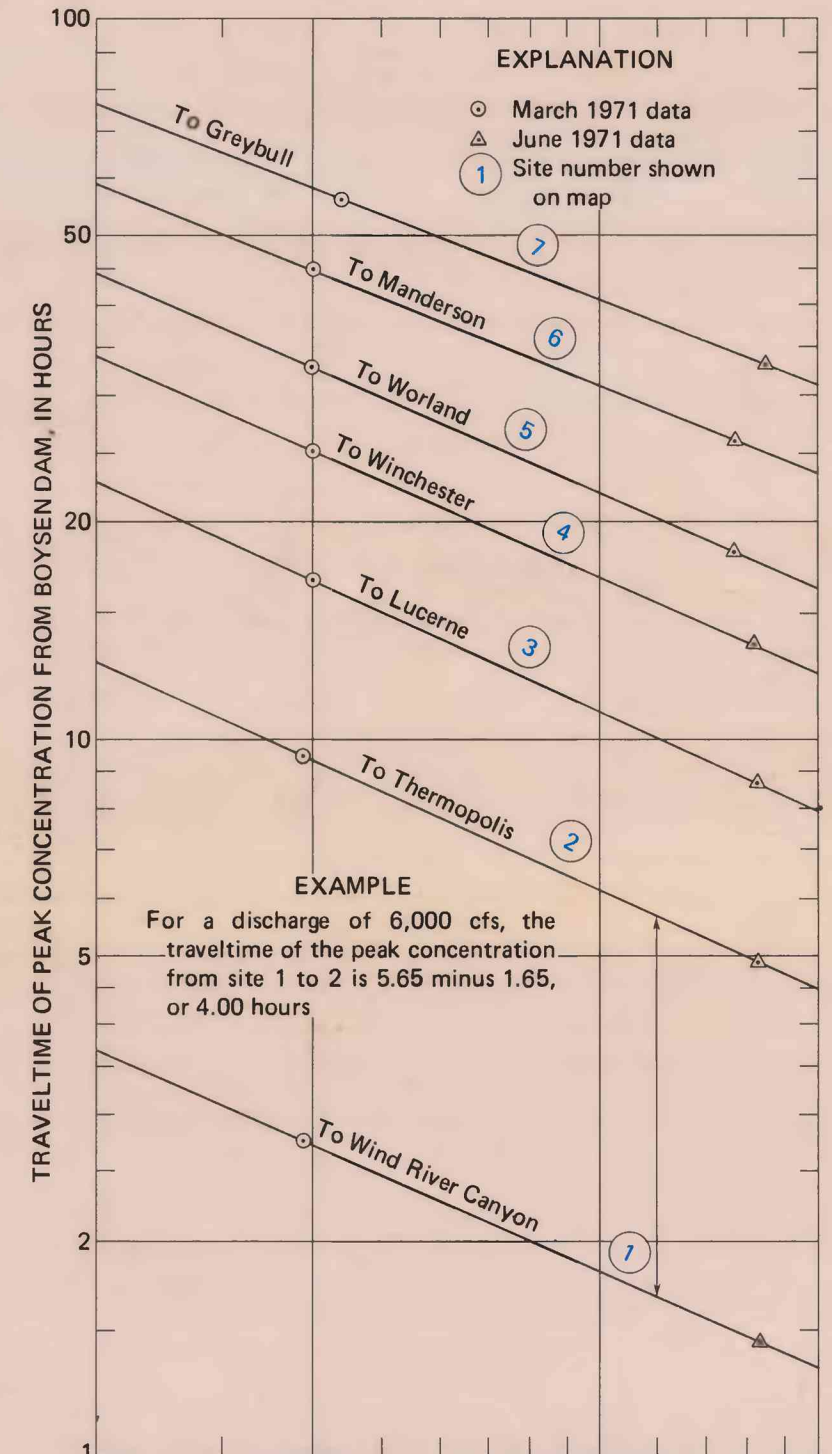 100
50
20
10
5
2
1
TRAVELTIME OF PEAK CONCENTRATION FROM BOYSEN DAM, IN HOURS
EXPLANATION
March 1971 data
June 1971 data
1 Site number shown
on map
To Greybull
7
To Manderson
6
To Worland
5
To Winchester
4
To Lucerne
3
To Thermopolis
2
EXAMPLE
For a discharge of 6,000 cfs, the
traveltime of the peak concentration
from site 1 to 2 is 5.65 minus 1.65,
or 4.00 hours
To Wind River Canyon
1